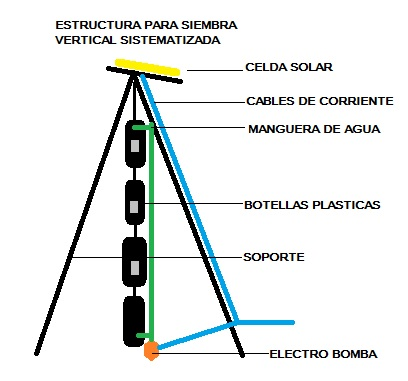 ESTRUCTURA PARA SIEMBRA
VERTICAL SISTEMATIZADA
CELDA SOLAR
CABLES DE CORRIENTE
MANGUERA DE AGUA
BOTELLAS PLASTICAS
SOPORTE
ELECTRO BOMBA